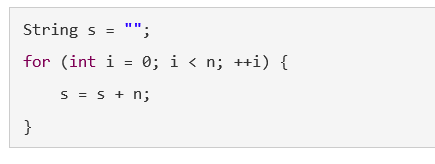 String s = "";
for (int i = 0; i < n; ++i) {
    s = s + n;
}